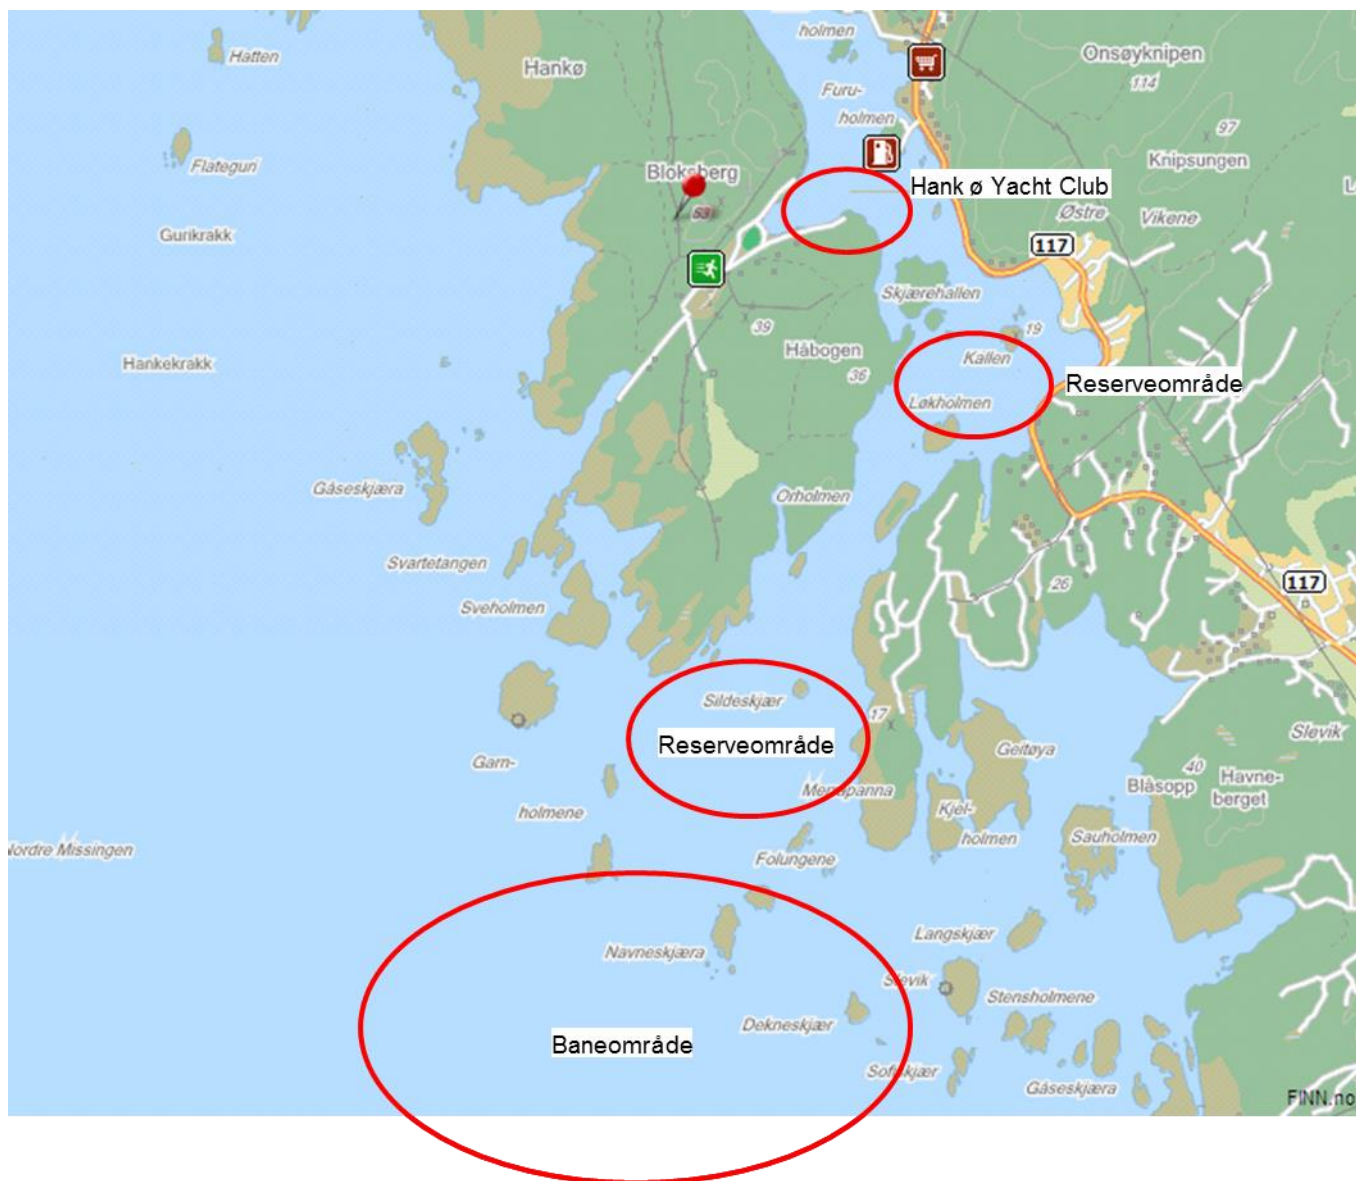 holmen
Hatten
Hankø
Onsøyknipen
114
Furu-
holmen
97
Flateguri
Bloksberg
Knipsungen
53
Hank ø Yacht Club
Østre
Vikene
Gurikrakk
117
Skjærehallen
39
19
Håbogen
Kallen
Hankekrakk
36
Reserveområde
Løkholmen
Gåseskjæra
Orholmen
Svartetangen
26
117
Sveholmen
Sildeskjær
17
Reserveområde
Geitøya
Slevik
Garn-
40
Blåsopp
Havne-
berget
holmene
Kjel-
holmen
Sauholmen
Nordre Missingen
Folungene
Langskjær
Navneskjæra
Slevik
Stensholmene
Dekneskjær
Baneområde
Gåseskjæra
FINN.no